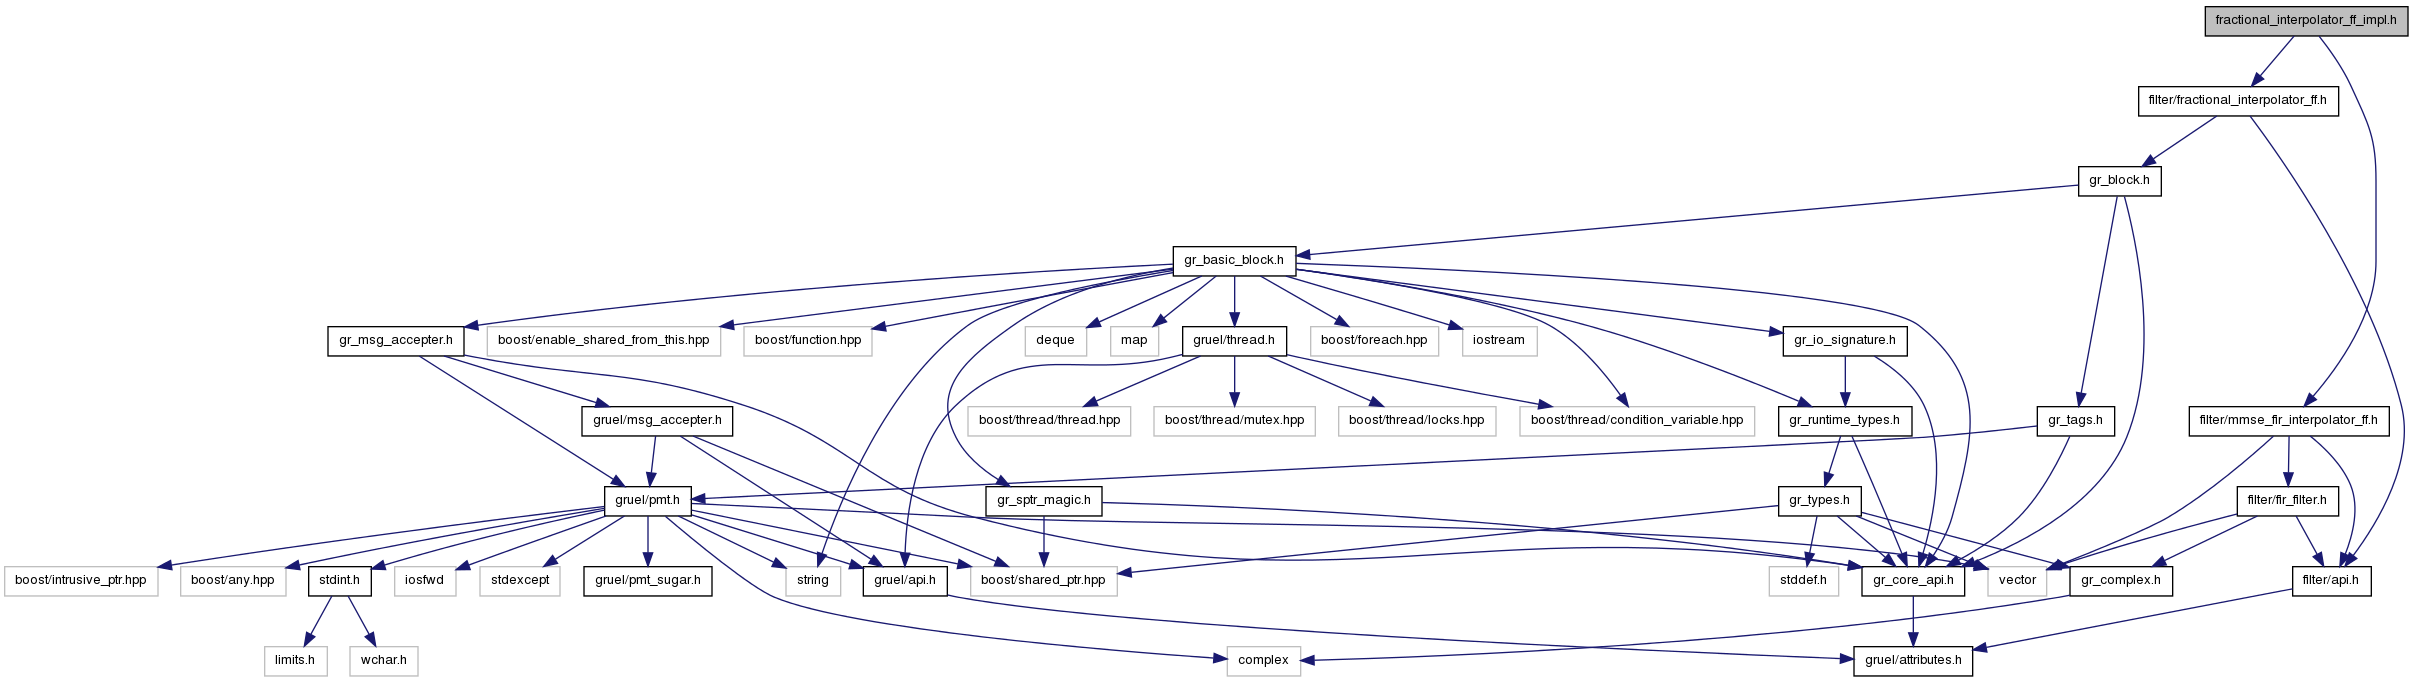 fractional_interpolator_ff_impl.h
filter/fractional_interpolator_ff.h
gr_block.h
gr_basic_block.h
gr_msg_accepter.h
boost/enable_shared_from_this.hpp
boost/function.hpp
deque
map
gruel/thread.h
boost/foreach.hpp
iostream
gr_io_signature.h
gruel/msg_accepter.h
boost/thread/thread.hpp
boost/thread/mutex.hpp
boost/thread/locks.hpp
boost/thread/condition_variable.hpp
gr_runtime_types.h
gr_tags.h
filter/mmse_fir_interpolator_ff.h
gruel/pmt.h
gr_sptr_magic.h
gr_types.h
filter/fir_filter.h
boost/intrusive_ptr.hpp
boost/any.hpp
stdint.h
iosfwd
stdexcept
gruel/pmt_sugar.h
string
gruel/api.h
boost/shared_ptr.hpp
stddef.h
gr_core_api.h
vector
gr_complex.h
filter/api.h
limits.h
wchar.h
complex
gruel/attributes.h